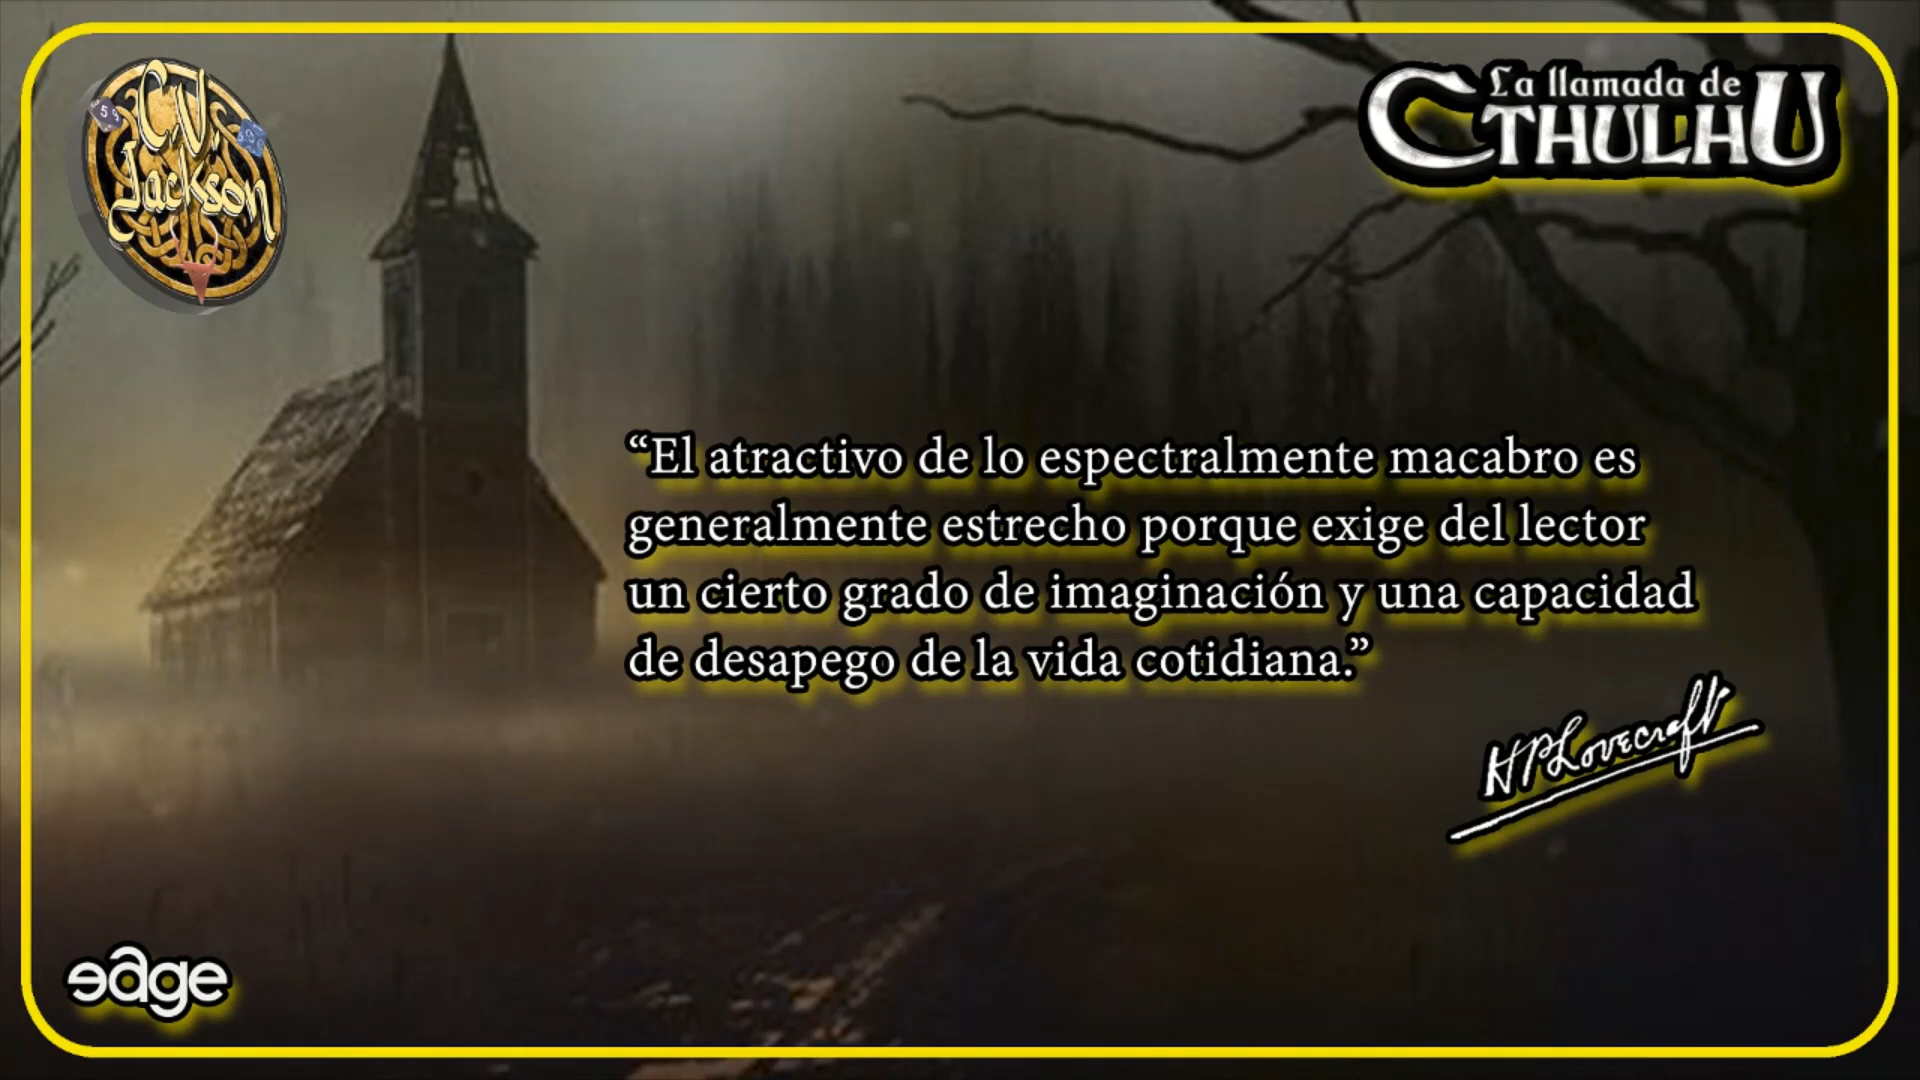 C.V.
Jackson
La llamada de
CTHULHU
“El atractivo de lo espectralmente macabro es
generalmente estrecho porque exige del lector
un cierto grado de imaginación y una capacidad
de desapego de la vida cotidiana.”
HPLovecraft
edge